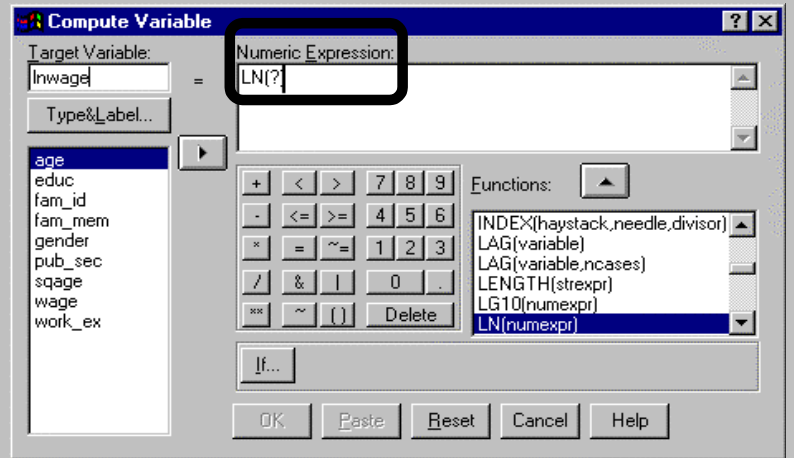 Compute Variable
Target Variable:
lnwage
=
Type&Label...
Numeric Expression:
LN(?)
age
educ
fam_id
fam_mem
gender
pub_sec
sqage
wage
work_ex
+ < > 7 8 9
- <= >= 4 5 6
* = ~= 1 2 3
/ & | 0 .
** ~ () Delete
Functions:
INDEX(haystack,needle,divisor)
LAG(variable)
LAG(variable,ncases)
LENGTH(strexpr)
LG10(numexpr)
LN(numexpr)
If...
OK Paste Reset Cancel Help